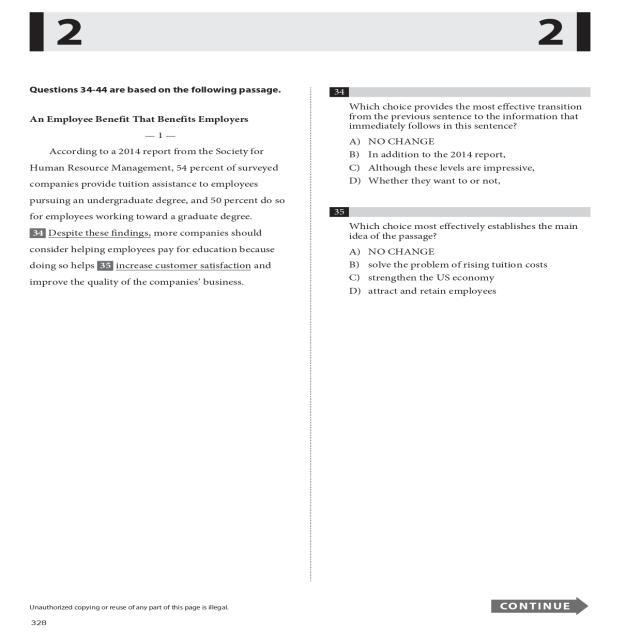 2
2
Questions 34-44 are based on the following passage.
An Employee Benefit That Benefits Employers
— 1 —
According to a 2014 report from the Society for
Human Resource Management, 54 percent of surveyed
companies provide tuition assistance to employees
pursuing an undergraduate degree, and 50 percent do so
for employees working toward a graduate degree.
34 Despite these findings, more companies should
consider helping employees pay for education because
doing so helps 35 increase customer satisfaction and
improve the quality of the companies’ business.
34
Which choice provides the most effective transition
from the previous sentence to the information that
immediately follows in this sentence?
A) NO CHANGE
B) In addition to the 2014 report,
C) Although these levels are impressive,
D) Whether they want to or not,
35
Which choice most effectively establishes the main
idea of the passage?
A) NO CHANGE
B) solve the problem of rising tuition costs
C) strengthen the US economy
D) attract and retain employees
Unauthorized copying or reuse of any part of this page is illegal.
CONTINUE
328